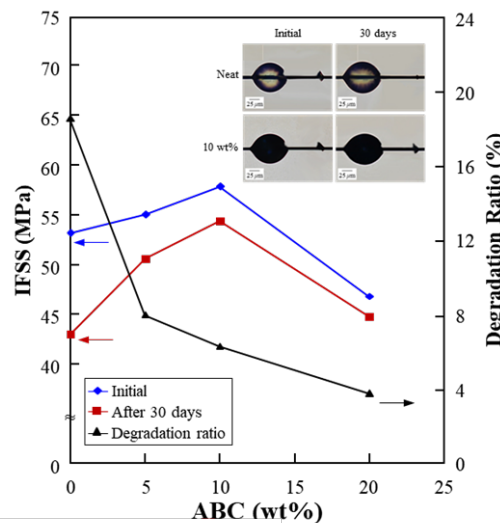 75
70
65
60
55
50
45
40
≈
0
IFSS (MPa)
24
20
16
12
8
4
0
Degradation Ratio (%)
0 5 10 15 20 25
ABC (wt%)
Initial 30 days
Neat
25 μm 25 μm
10 wt%
25 μm 25 μm
Initial
After 30 days
Degradation ratio